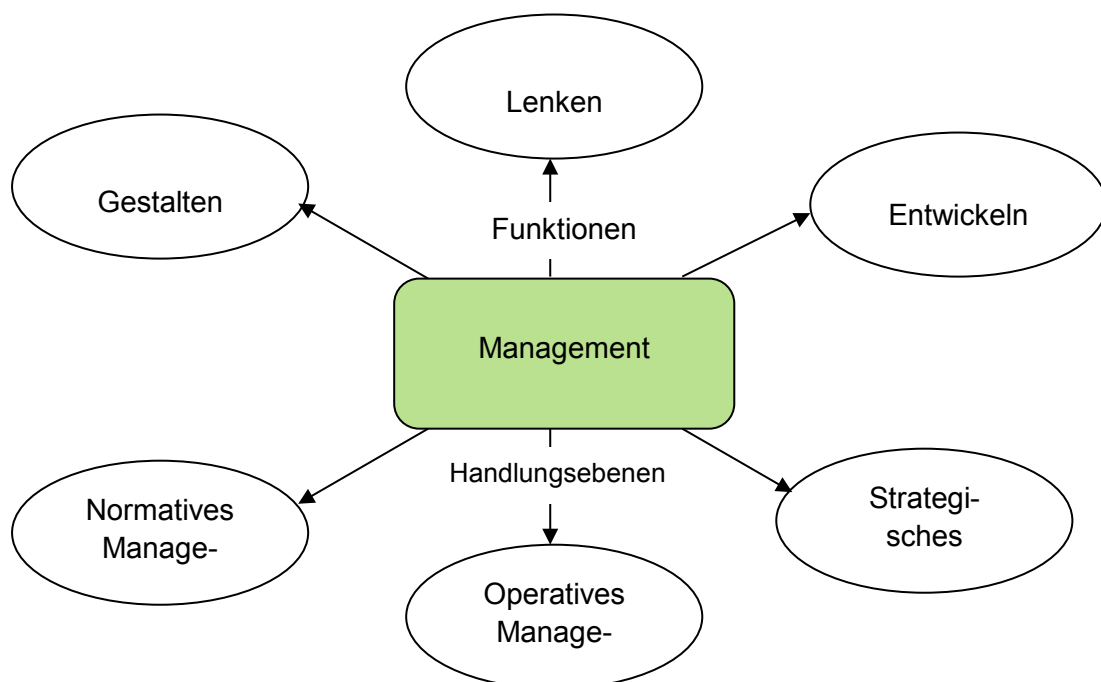 Lenken
Gestalten
Entwickeln
Funktionen
Management
Handlungsebenen
Normatives
Manage-
Operatives
Manage-
Strategi-
sches